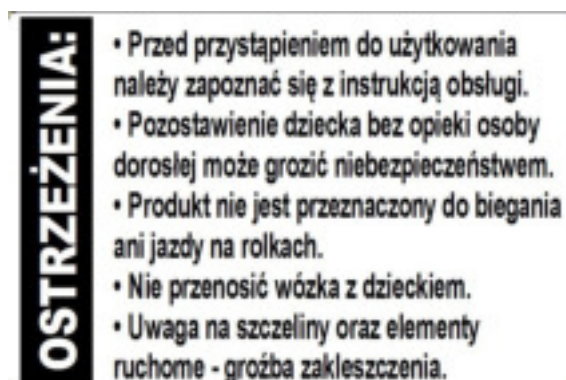 OSTRZEŻENIA:
• Przed przystąpieniem do użytkowania
należy zapoznać się z instrukcją obsługi.
• Pozostawienie dziecka bez opieki osoby
dorosłej może grozić niebezpieczeństwem.
• Produkt nie jest przeznaczony do biegania
ani jazdy na rolkach.
• Nie przenosić wózka z dzieckiem.
• Uwaga na szczeliny oraz elementy
ruchome - groźba zakleszczenia.